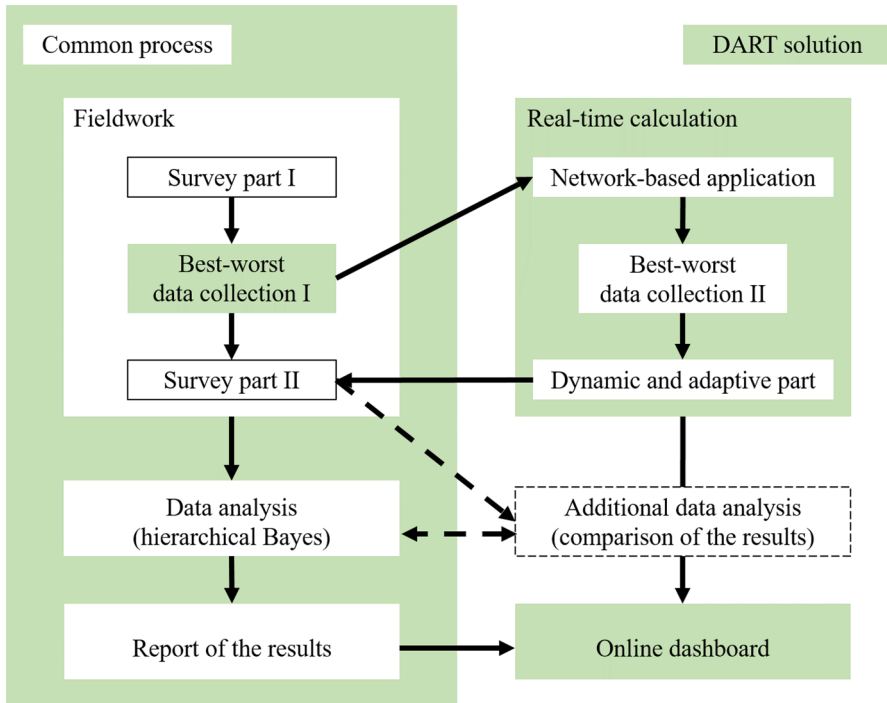 Common process
DART solution
Fieldwork
Survey part I
Best-worst
data collection I
Survey part II
Real-time calculation
Network-based application
Best-worst
data collection II
Dynamic and adaptive part
Data analysis
(hierarchical Bayes)
Additional data analysis
(comparison of the results)
Report of the results
Online dashboard